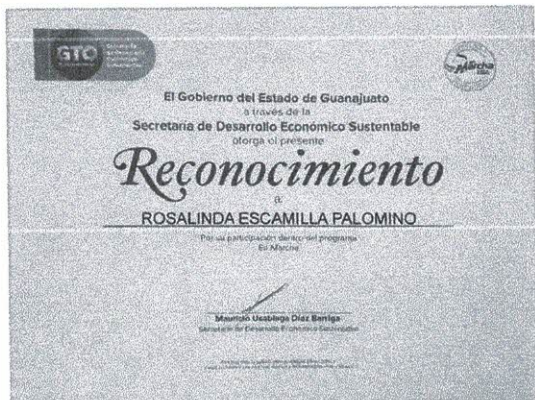 GTO
Marcha
El Gobierno del Estado de Guanajuato
a través de la
Secretaría de Desarrollo Económico Sustentable
otorga el presente
Reconocimiento
a:
ROSALINDA ESCAMILLA PALOMINO
Por su participación dentro del programa
En Marcha
Mauricio Usabiaga Díaz Barriga
Secretario de Desarrollo Económico Sustentable